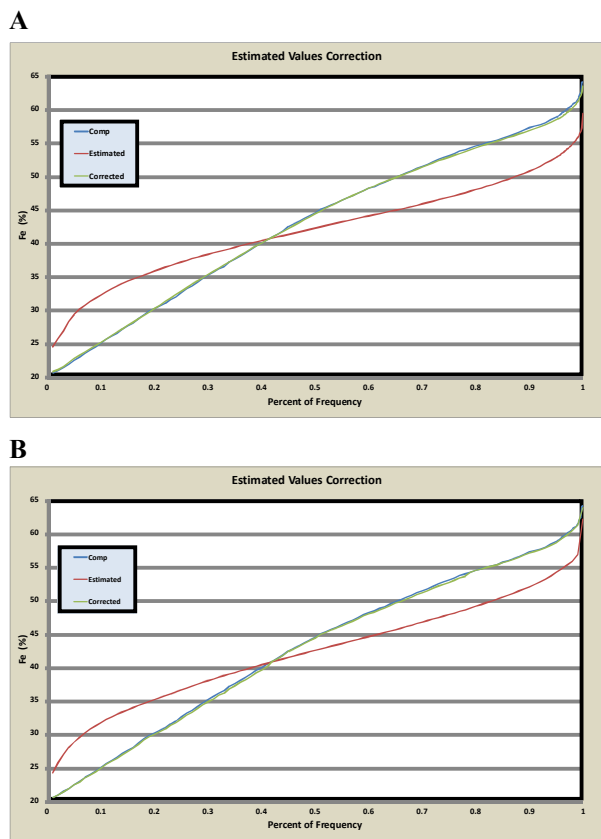 A
Estimated Values Correction
65
60
55
50
45
40
35
30
25
20
Fe (%)
Comp
Estimated
Corrected
0 0.1 0.2 0.3 0.4 0.5 0.6 0.7 0.8 0.9 1
Percent of Frequency
B
Estimated Values Correction
65
60
55
50
45
40
35
30
25
20
Fe (%)
Comp
Estimated
Corrected
0 0.1 0.2 0.3 0.4 0.5 0.6 0.7 0.8 0.9 1
Percent of Frequency